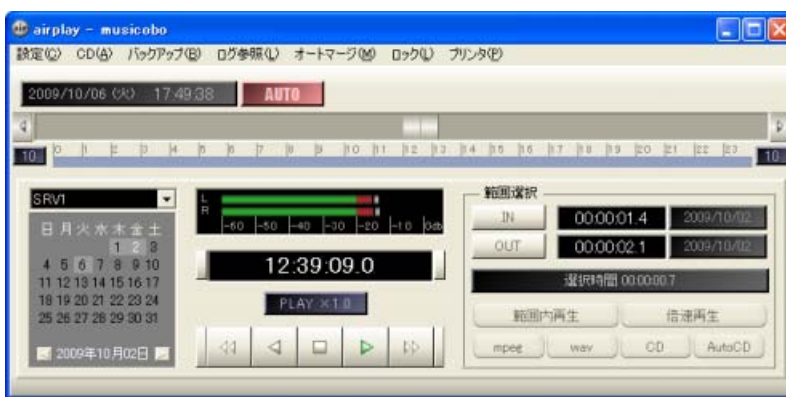 airplay - musicobo
設定(C) CD(A) バックアップ(B) ログ参照(L) オートマージ(M) ロック(L) プリンタ(P)
2009/10/06 (火) 17:49:38 AUTO
10 0 1 2 3 4 5 6 7 8 9 10 11 12 13 14 15 16 17 18 19 20 21 22 23 10
SRV1
日 月 火 水 木 金 土
1 2 3
4 5 6 7 8 9 10
11 12 13 14 15 16 17
18 19 20 21 22 23 24
25 26 27 28 29 30 31
2009年10月02日
L
R
-60 -50 -40 -30 -20 -10 0db
12:39:09.0
PLAY ×1.0
範囲選択
IN 00:00:01.4 2009/10/02
OUT 00:00:02.1 2009/10/02
選択時間 00:00:00.7
範囲内再生 倍速再生
mpeg wav CD AutoCD